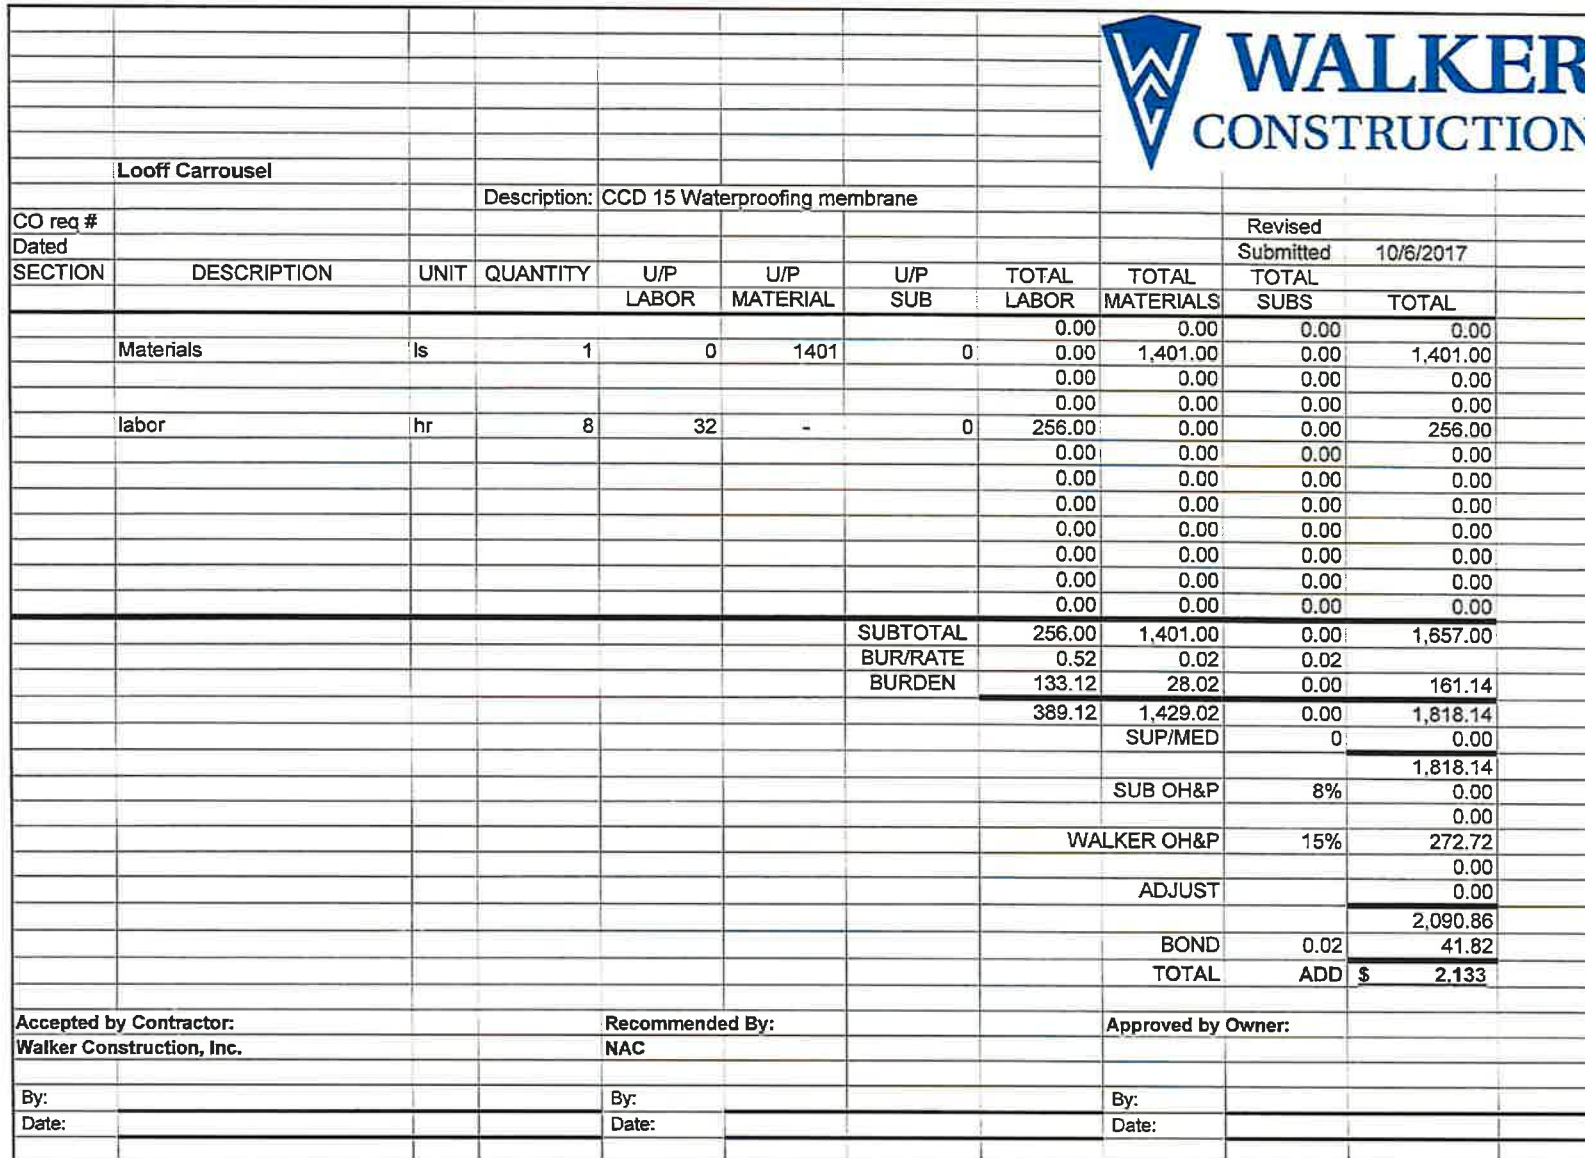 WALKER
CONSTRUCTION
Looff Carrousel
Description: CCD 15 Waterproofing membrane
CO req # Revised
Dated Submitted 10/6/2017
SECTION DESCRIPTION UNIT QUANTITY U/P U/P U/P TOTAL TOTAL TOTAL
LABOR MATERIAL SUB LABOR MATERIALS SUBS TOTAL
0.00 0.00 0.00 0.00
Materials ls 1 0 1401 0 0.00 1,401.00 0.00 1,401.00
0.00 0.00 0.00 0.00
0.00 0.00 0.00 0.00
labor hr 8 32 - 0 256.00 0.00 0.00 256.00
0.00 0.00 0.00 0.00
0.00 0.00 0.00 0.00
0.00 0.00 0.00 0.00
0.00 0.00 0.00 0.00
0.00 0.00 0.00 0.00
0.00 0.00 0.00 0.00
0.00 0.00 0.00 0.00
SUBTOTAL 256.00 1,401.00 0.00 1,657.00
BUR/RATE 0.52 0.02 0.02
BURDEN 133.12 28.02 0.00 161.14
389.12 1,429.02 0.00 1,818.14
SUP/MED 0 0.00
1,818.14
SUB OH&P 8% 0.00
0.00
WALKER OH&P 15% 272.72
0.00
ADJUST 0.00
2,090.86
BOND 0.02 41.82
TOTAL ADD $ 2,133
Accepted by Contractor: Recommended By: Approved by Owner:
Walker Construction, Inc. NAC
By: By: By:
Date: Date: Date: